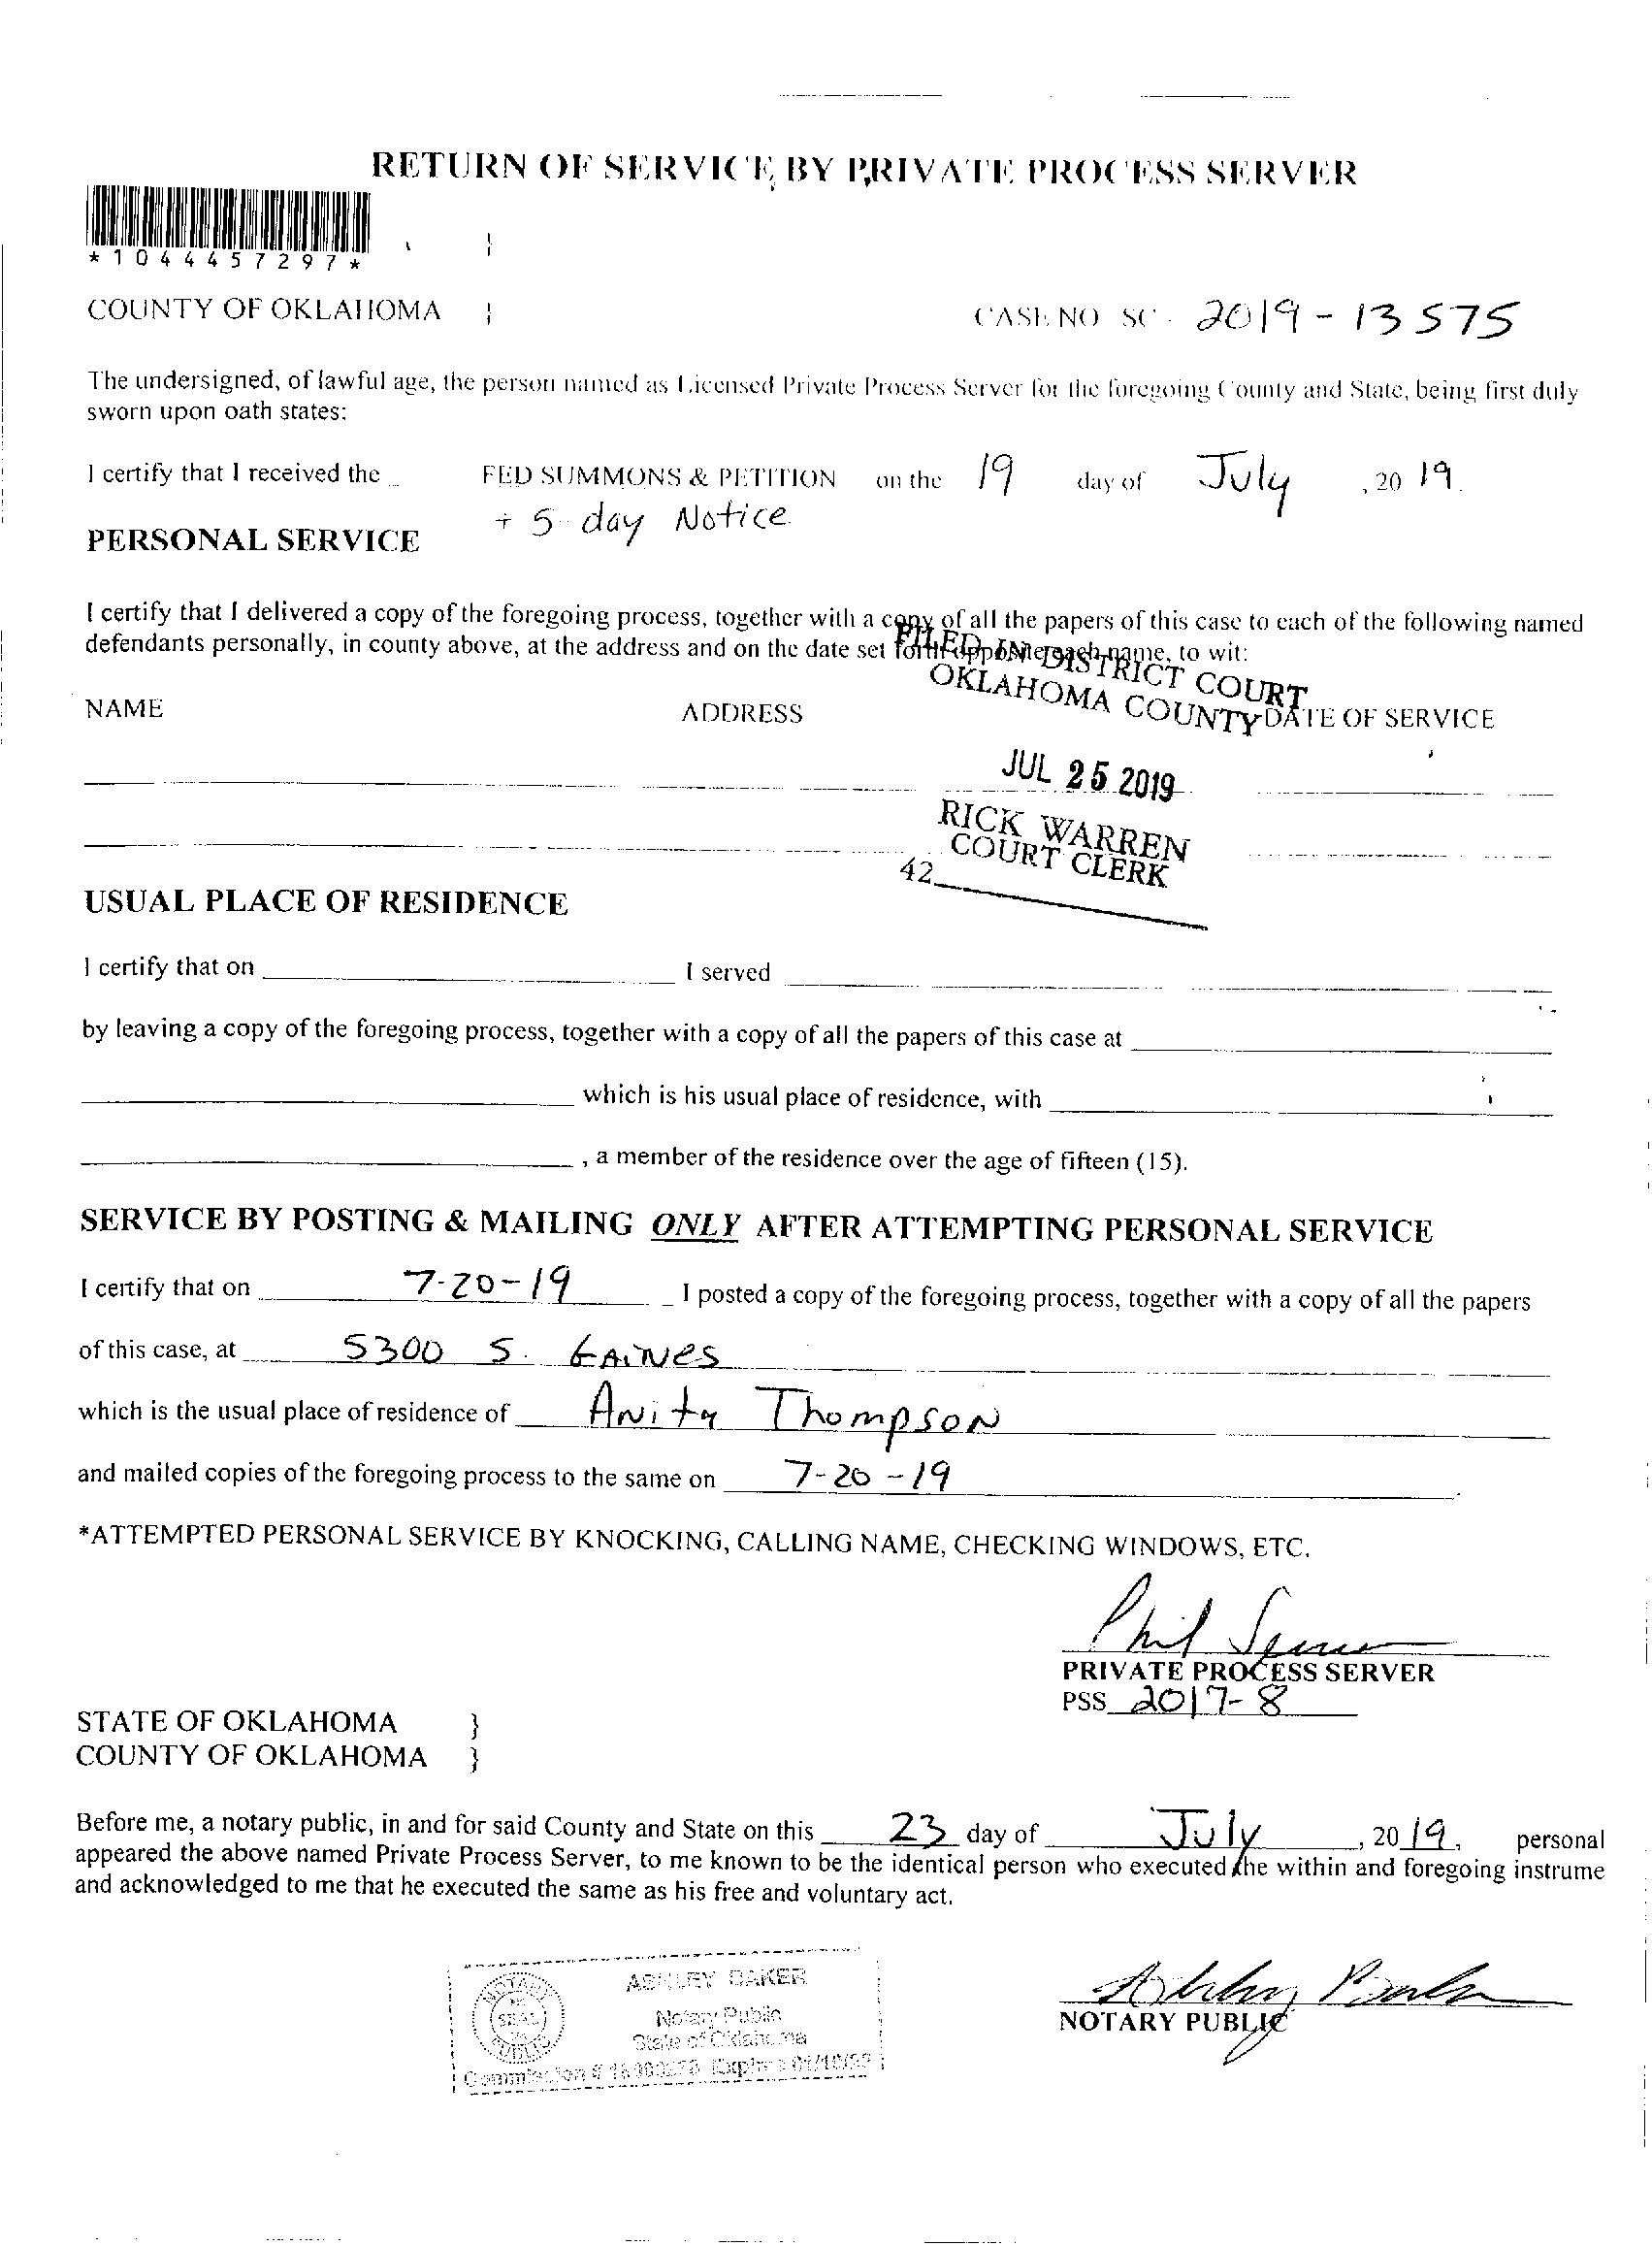 RETURN OF SERVICE BY PRIVATE PROCESS SERVER
*1044457297*
COUNTY OF OKLAHOMA }
CASE NO SC - 2019-13575
The undersigned, of lawful age, the person named as Licensed Private Process Server for the foregoing County and State, being first duly
sworn upon oath states:
I certify that I received the FED SUMMONS & PETITION on the 19 day of July, 20 19.
+ 5-day Notice
PERSONAL SERVICE
I certify that I delivered a copy of the foregoing process, together with a copy of all the papers of this case to each of the following named
defendants personally, in county above, at the address and on the date set forth opposite each name, to wit:
FILED IN DISTRICT COURT
OKLAHOMA COUNTY
NAME ADDRESS DATE OF SERVICE
JUL 25 2019
RICK WARREN
COURT CLERK
42
USUAL PLACE OF RESIDENCE
I certify that on I served
by leaving a copy of the foregoing process, together with a copy of all the papers of this case at
which is his usual place of residence, with
, a member of the residence over the age of fifteen (15).
SERVICE BY POSTING & MAILING ONLY AFTER ATTEMPTING PERSONAL SERVICE
I certify that on 7-20-19 I posted a copy of the foregoing process, together with a copy of all the papers
of this case, at 5300 S. GAiNes
which is the usual place of residence of ANita ThompsoN
and mailed copies of the foregoing process to the same on 7-20-19
*ATTEMPTED PERSONAL SERVICE BY KNOCKING, CALLING NAME, CHECKING WINDOWS, ETC.
Phil
PRIVATE PROCESS SERVER
PSS 2017-8
STATE OF OKLAHOMA }
COUNTY OF OKLAHOMA }
Before me, a notary public, in and for said County and State on this 23 day of July, 20 19, personal
appeared the above named Private Process Server, to me known to be the identical person who executed the within and foregoing instrume
and acknowledged to me that he executed the same as his free and voluntary act.
ASHLEY BAKER
Notary Public
State of Oklahoma
Commission #
NOTARY
SEAL
PUBLIC
Ashley Baker
NOTARY PUBLIC